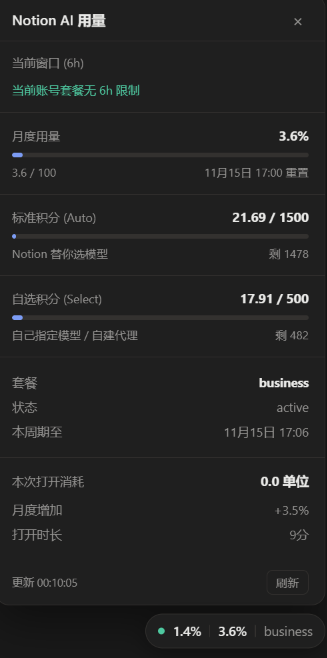 Notion AI 用量 ×
当前窗口 (6h)
当前账号套餐无 6h 限制
月度用量 3.6%
3.6 / 100 11月15日 17:00 重置
标准积分 (Auto) 21.69 / 1500
Notion 替你选模型 剩 1478
自选积分 (Select) 17.91 / 500
自己指定模型 / 自建代理 剩 482
套餐 business
状态 active
本周期至 11月15日 17:06
本次打开消耗 0.0 单位
月度增加 +3.5%
打开时长 9分
更新 00:10:05 刷新
1.4% 3.6% business